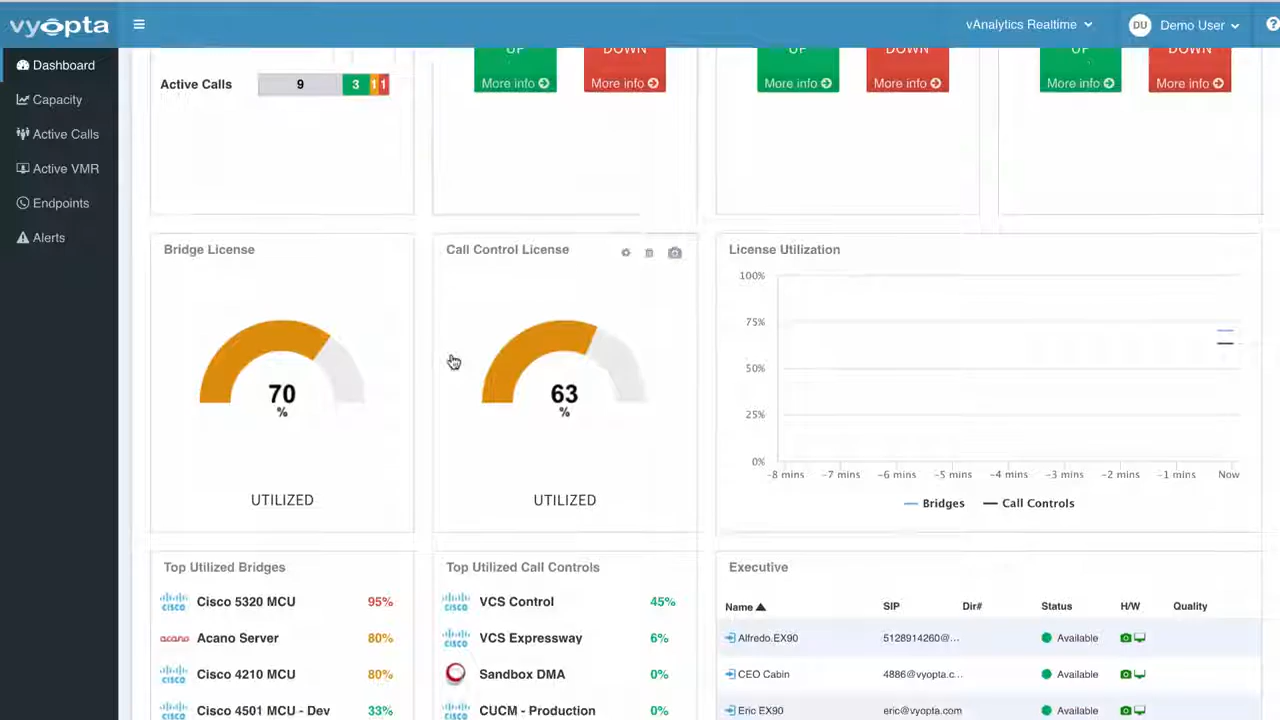 vyopta
vAnalytics Realtime
DU Demo User
?
Dashboard
Capacity
Active Calls
Active VMR
Endpoints
Alerts
Active Calls 9 3 1 1
UP DOWN UP DOWN UP DOWN
More info More info More info More info More info More info
Bridge License
70
%
UTILIZED
Call Control License
63
%
UTILIZED
License Utilization
100%
75%
50%
25%
0%
-8 mins -7 mins -6 mins -5 mins -4 mins -3 mins -2 mins -1 mins Now
Bridges Call Controls
Top Utilized Bridges
CISCO Cisco 5320 MCU 95%
acano Acano Server 80%
CISCO Cisco 4210 MCU 80%
CISCO Cisco 4501 MCU - Dev 33%
Top Utilized Call Controls
CISCO VCS Control 45%
CISCO VCS Expressway 6%
Sandbox DMA 0%
CISCO CUCM - Production 0%
Executive
Name SIP Dir# Status H/W Quality
Alfredo.EX90 5128914260@... Available
CEO Cabin 4886@vyopta.c... Available
Eric EX90 eric@vyopta.com Available